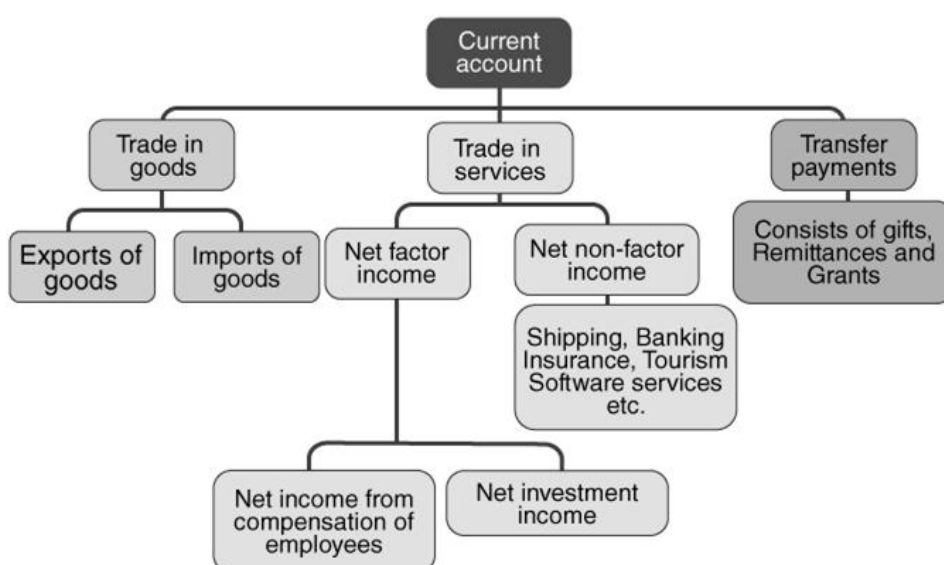 Current
account
Trade in
goods
Trade in
services
Transfer
payments
Exports of
goods
Imports of
goods
Net factor
income
Net non-factor
income
Consists of gifts,
Remittances and
Grants
Shipping, Banking
Insurance, Tourism
Software services
etc.
Net income from
compensation of
employees
Net investment
income